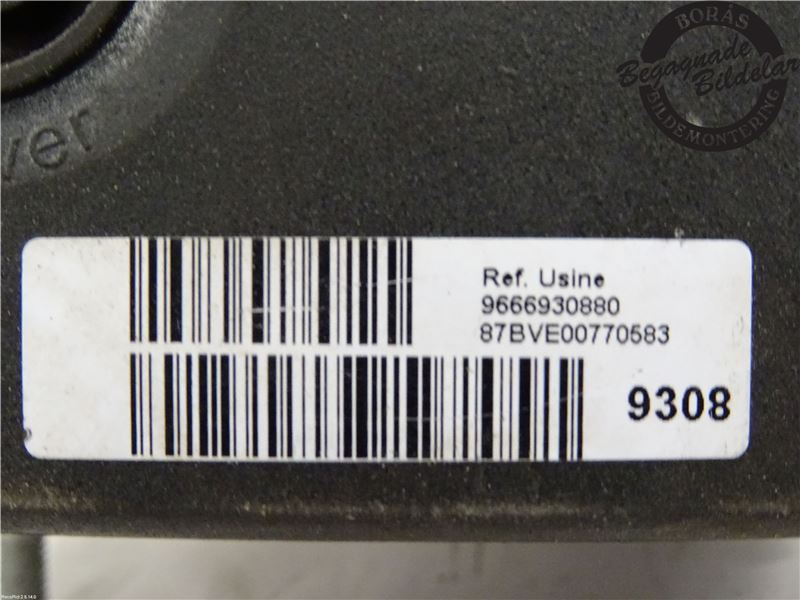 BORÅS
Begagnade
Bildelar
BILDEMONTERING
ver
Ref. Usine
9666930880
87BVE00770583
9308